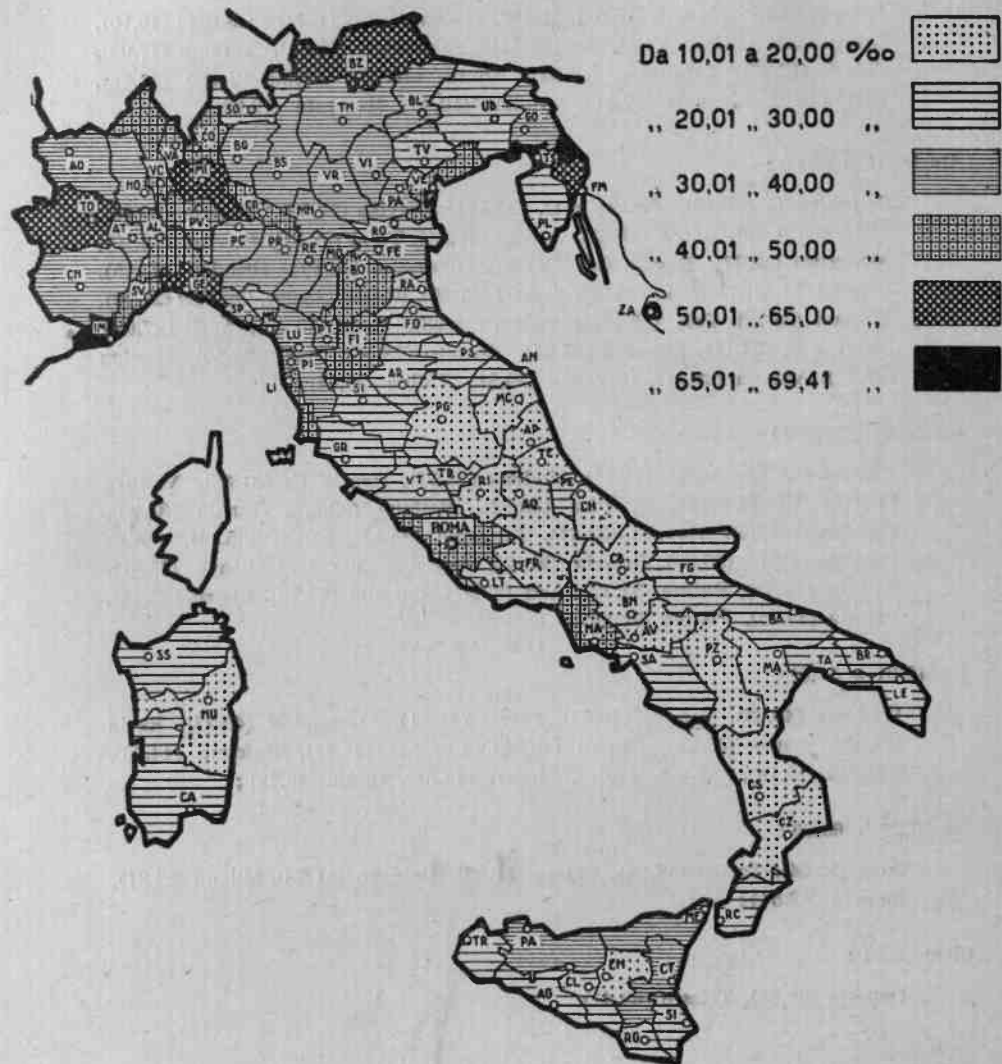 Da 10,01 a 20,00 ‰
„ 20,01 „ 30,00 „
„ 30,01 „ 40,00 „
„ 40,01 „ 50,00 „
„ 50,01 „ 65,00 „
„ 65,01 „ 69,41 „
BZ
SO
TN
BL
UD
GO
AO
VA
CO
BG
BS
VI
TV
TS
NO
VC
MI
VR
VE
FM
TO
CR
MN
PA
RO
PL
AT
AL
PV
PC
PR
RE
MO
FE
CN
SV
GE
BO
RA
ZA
IM
SP
MS
FO
LU
PT
FI
PS
AN
PI
LI
SI
AR
MC
PG
AP
GR
TE
VT
TR
RI
AQ
PE
CH
ROMA
FR
CB
FG
LT
BN
BA
NA
AV
SA
PZ
MA
TA
BR
LE
SS
NU
CS
CA
CZ
RC
ME
TR
PA
EN
CT
CL
AG
SI
RG